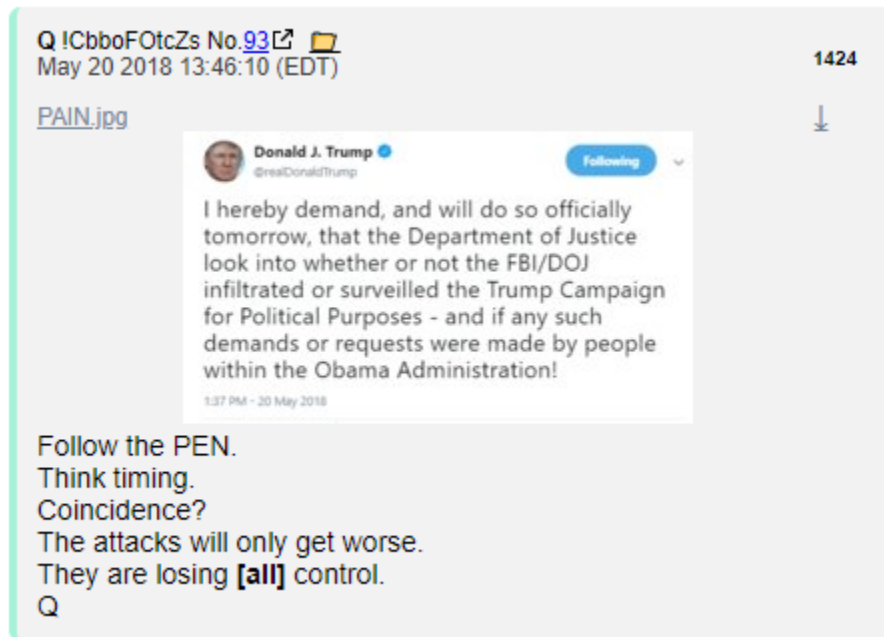 Q !CbboFOtcZs No.93
May 20 2018 13:46:10 (EDT)
1424
PAIN.jpg
Donald J. Trump
@realDonaldTrump
Following
I hereby demand, and will do so officially
tomorrow, that the Department of Justice
look into whether or not the FBI/DOJ
infiltrated or surveilled the Trump Campaign
for Political Purposes - and if any such
demands or requests were made by people
within the Obama Administration!
1:37 PM - 20 May 2018
Follow the PEN.
Think timing.
Coincidence?
The attacks will only get worse.
They are losing [all] control.
Q